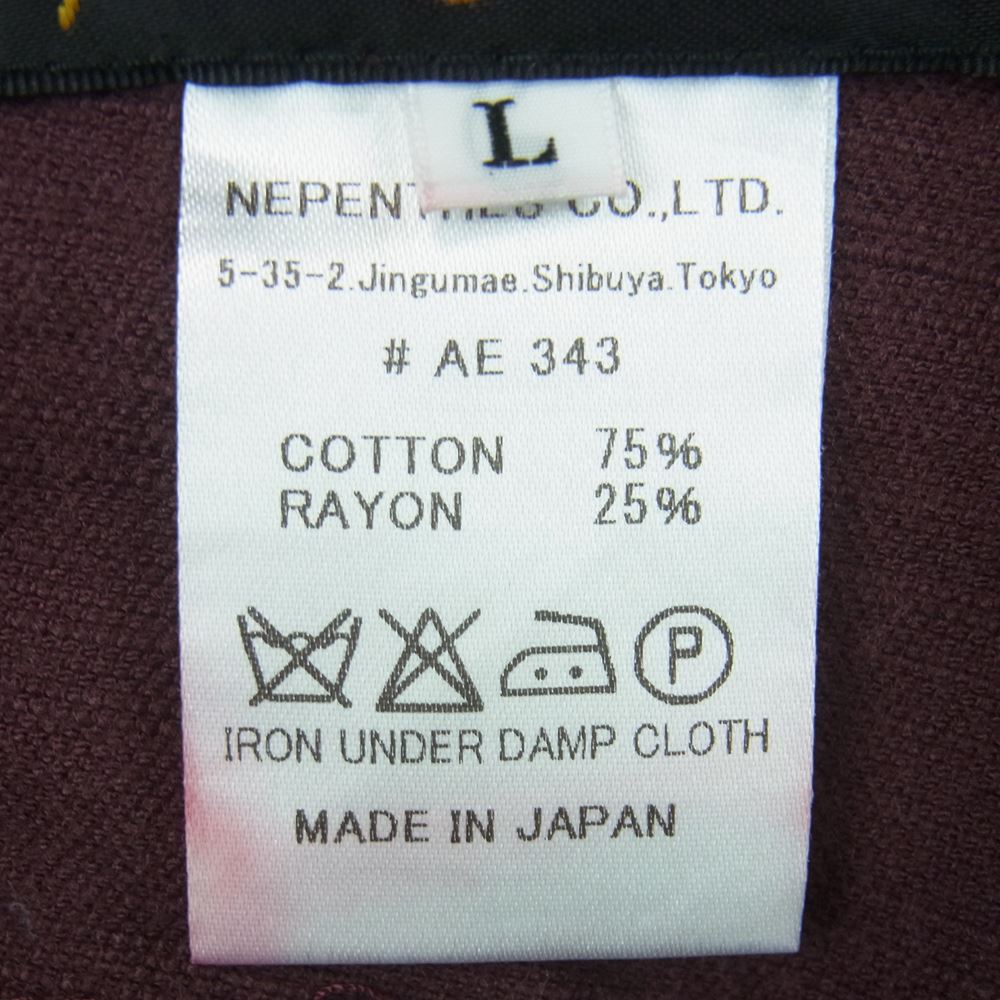 L
NEPENTHES CO.,LTD.
5-35-2.Jingumae.Shibuya.Tokyo
# AE 343
COTTON 75%
RAYON 25%
P
IRON UNDER DAMP CLOTH
MADE IN JAPAN